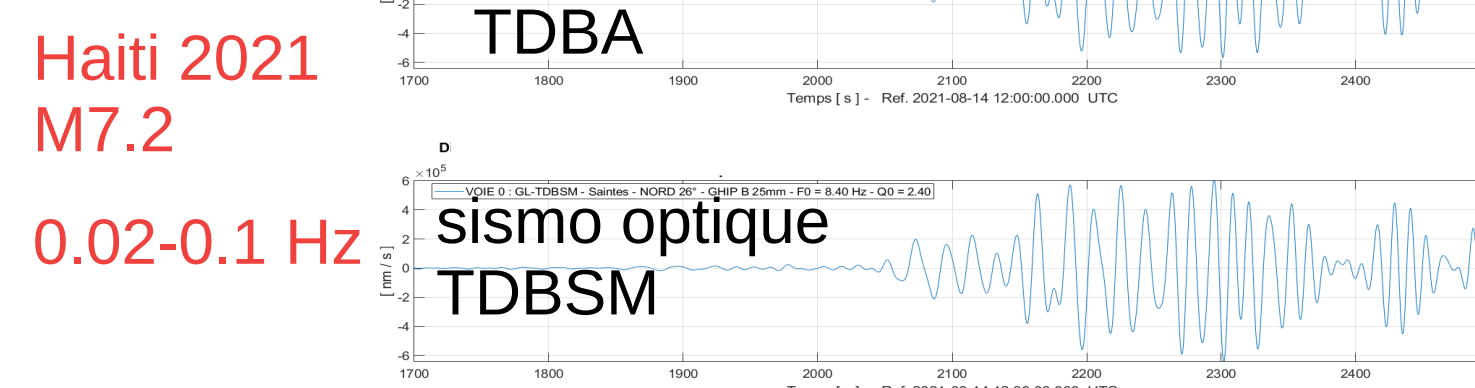 Haiti 2021
M7.2
0.02-0.1 Hz
-2
TDBA
-4
-6
1700 1800 1900 2000 2100 2200 2300 2400
Temps [ s ] - Ref. 2021-08-14 12:00:00.000 UTC
D
×10⁵
6
VOIE 0 : GL-TDBSM - Saintes - NORD 26° - GHIP B 25mm - F0 = 8.40 Hz - Q0 = 2.40
sismo optique
4
2
[ nm / s ]
0
TDBSM
-2
-4
-6
1700 1800 1900 2000 2100 2200 2300 2400